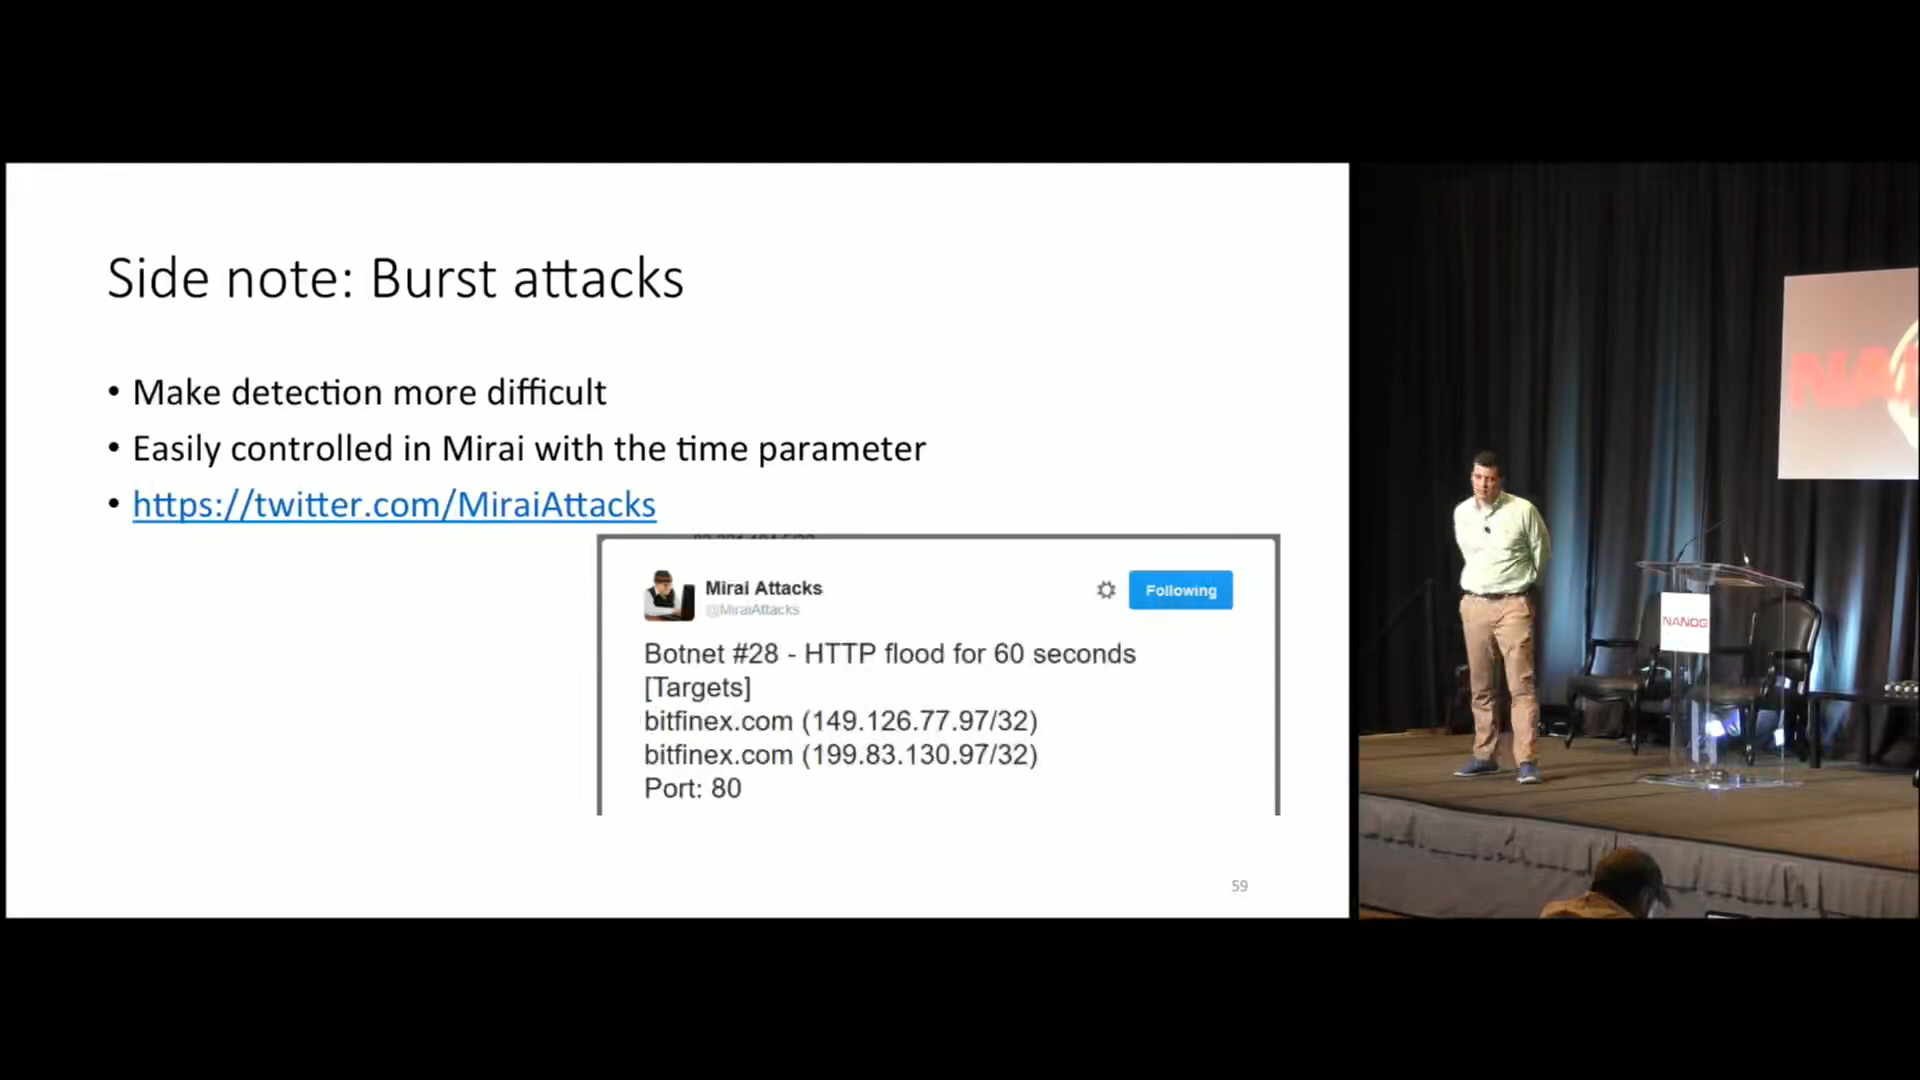 Side note: Burst attacks
• Make detection more difficult
• Easily controlled in Mirai with the time parameter
• https://twitter.com/MiraiAttacks
Mirai Attacks
@MiraiAttacks
Following
Botnet #28 - HTTP flood for 60 seconds
[Targets]
bitfinex.com (149.126.77.97/32)
bitfinex.com (199.83.130.97/32)
Port: 80
59
NANOG